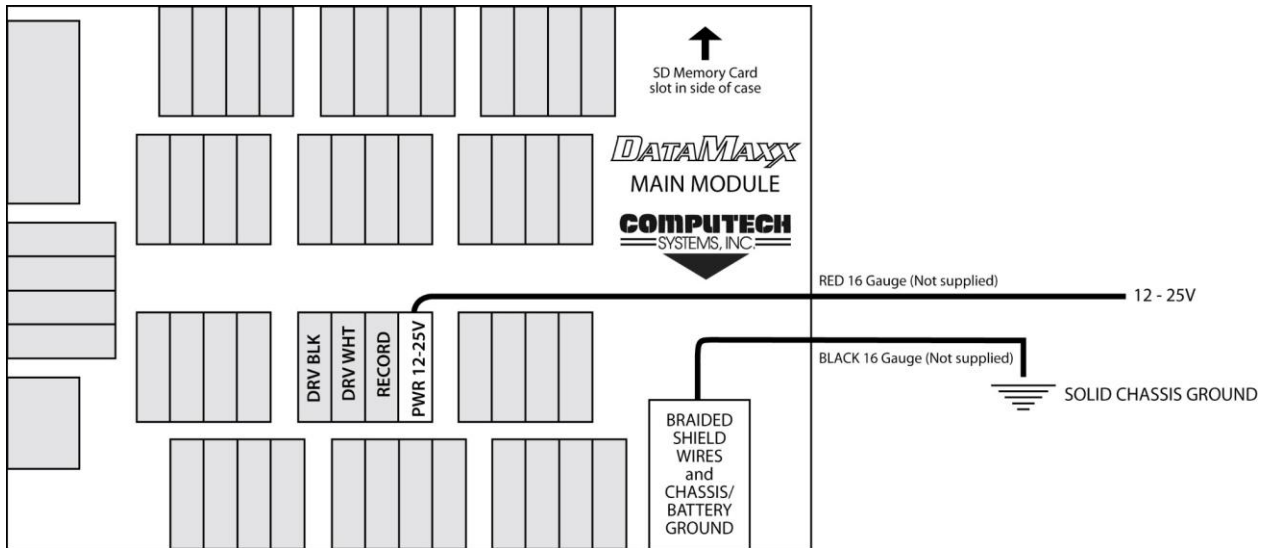 SD Memory Card
slot in side of case
DATAMAXX
MAIN MODULE
COMPUTECH
SYSTEMS, INC.
RED 16 Gauge (Not supplied)
12 - 25V
BLACK 16 Gauge (Not supplied)
SOLID CHASSIS GROUND
DRV BLK
DRV WHT
RECORD
PWR 12-25V
BRAIDED
SHIELD
WIRES
and
CHASSIS/
BATTERY
GROUND